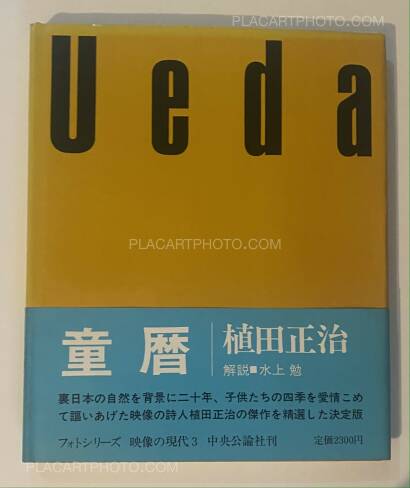 PLACARTPHOTO.COM
Ueda
PLACARTPHOTO.COM
童暦
植田正治
解説■水上 勉
裏日本の自然を背景に二十年、子供たちの四季を愛情こめ
て謳いあげた映像の詩人植田正治の傑作を精選した決定版
フォトシリーズ 映像の現代3 中央公論社刊 定価2300円
PLACARTPHOTO.COM
PLACARTPHOTO.COM